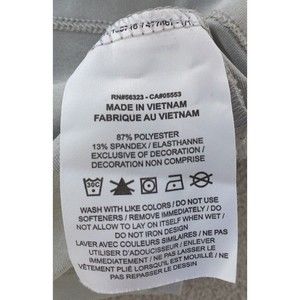 RN#56323 - CA#05553
MADE IN VIETNAM
FABRIQUE AU VIETNAM
87% POLYESTER
13% SPANDEX / ELASTHANNE
EXCLUSIVE OF DECORATION /
DECORATION NON COMPRISE
30C
WASH WITH LIKE COLORS / DO NOT USE
SOFTENERS / REMOVE IMMEDIATELY / DO
NOT ALLOW TO LAY ON ITSELF WHEN WET /
DO NOT IRON DESIGN
LAVER AVEC COULEURS SIMILAIRES / NE PAS
UTILISER D'ADOUCISSEUR / ENLEVER
IMMÉDIATEMENT / NE PAS LAISSER LE
VÊTEMENT PLIÉ LORSQU'IL EST MOUILLÉ / NE
PAS REPASSER LE DESSIN